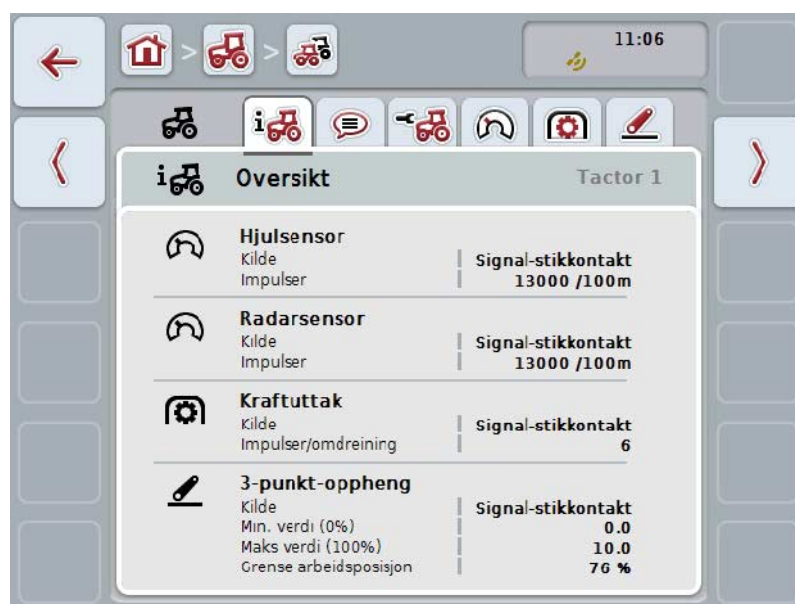 11:06
Oversikt Tactor 1
Hjulsensor
Kilde Signal-stikkontakt
Impulser 13000 /100m
Radarsensor
Kilde Signal-stikkontakt
Impulser 13000 /100m
Kraftuttak
Kilde Signal-stikkontakt
Impulser/omdreining 6
3-punkt-oppheng
Kilde Signal-stikkontakt
Min. verdi (0%) 0.0
Maks verdi (100%) 10.0
Grense arbeidsposisjon 76 %